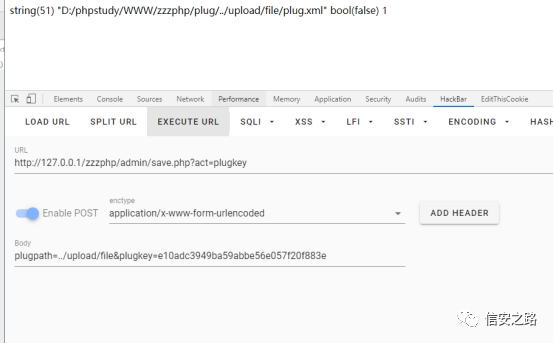 string(51) "D:/phpstudy/WWW/zzzphp/plug/../upload/file/plug.xml" bool(false) 1
Elements Console Sources Network Performance Memory Application Security Audits HackBar EditThisCookie
LOAD URL SPLIT URL EXECUTE URL SQLI XSS LFI SSTI ENCODING HASH
URL
http://127.0.0.1/zzzphp/admin/save.php?act=plugkey
enctype
Enable POST application/x-www-form-urlencoded ADD HEADER
Body
plugpath=../upload/file&plugkey=e10adc3949ba59abbe56e057f20f883e
信安之路